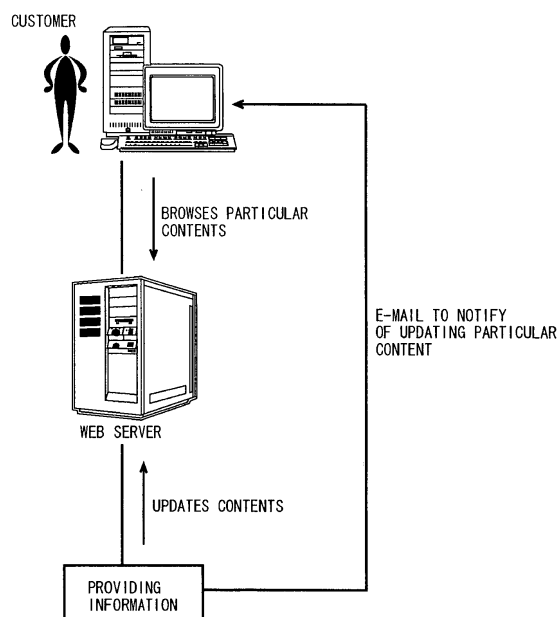 CUSTOMER
BROWSES PARTICULAR
CONTENTS
E-MAIL TO NOTIFY
OF UPDATING PARTICULAR
CONTENT
WEB SERVER
UPDATES CONTENTS
PROVIDING
INFORMATION